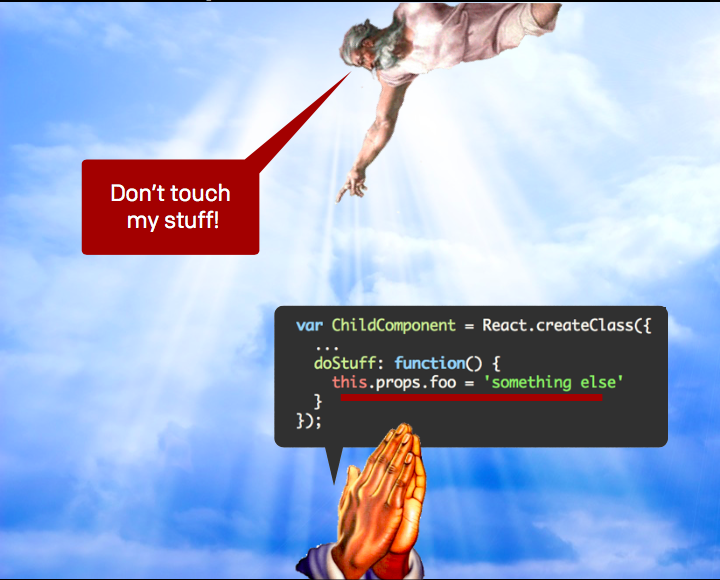 Don’t touch
my stuff!
var ChildComponent = React.createClass({
  ...
  doStuff: function() {
    this.props.foo = 'something else'
  }
});